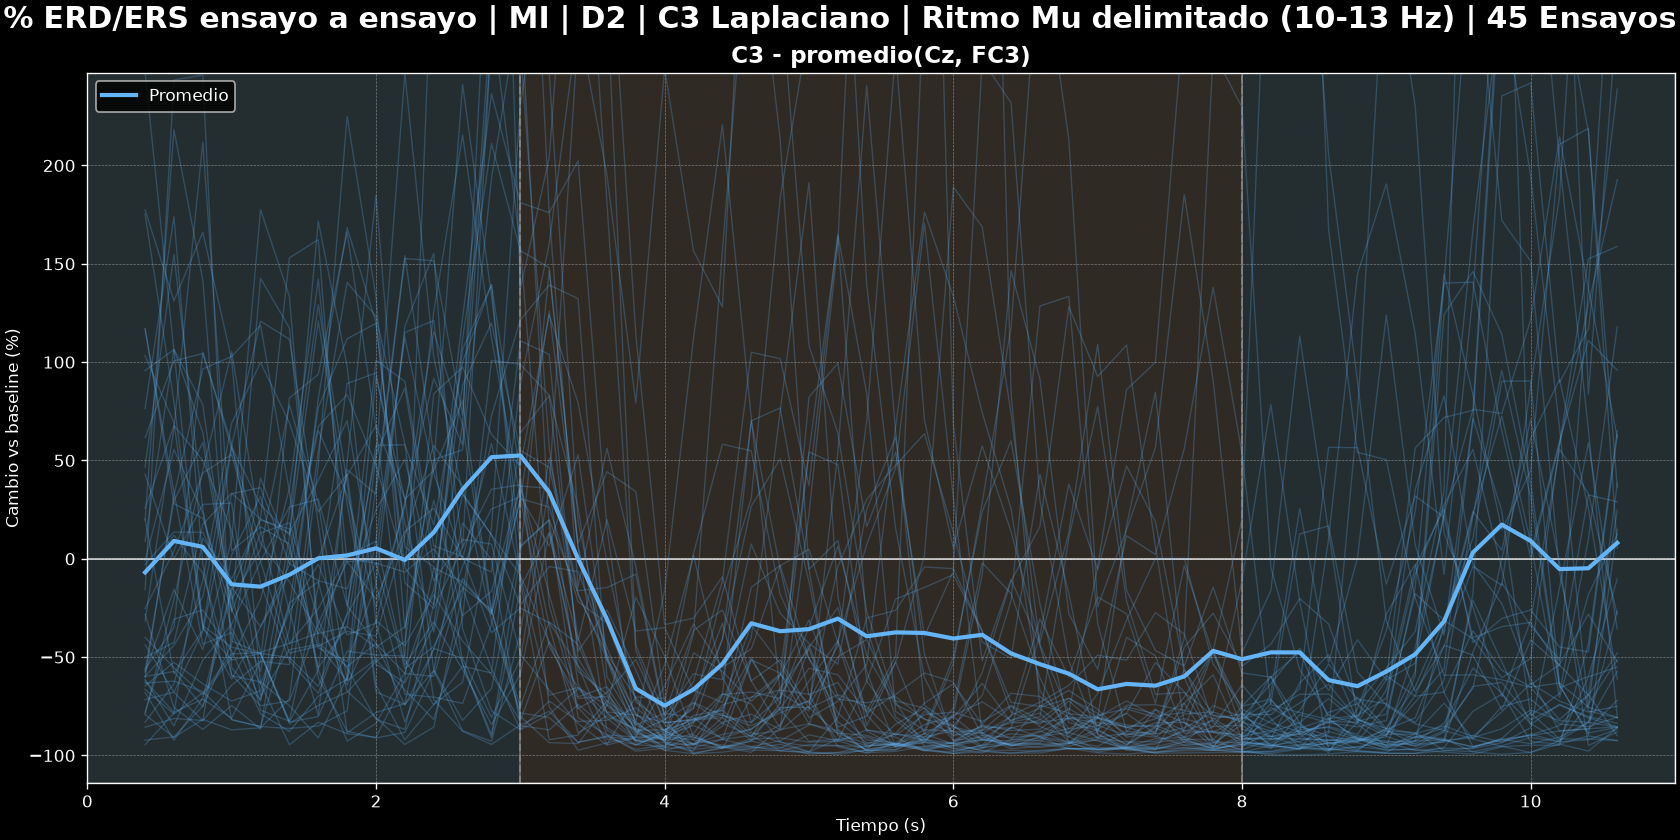 % ERD/ERS ensayo a ensayo | MI | D2 | C3 Laplaciano | Ritmo Mu delimitado (10-13 Hz) | 45 Ensayos
C3 - promedio(Cz, FC3)
Promedio
Cambio vs baseline (%)
200
150
100
50
0
−50
−100
0 2 4 6 8 10
Tiempo (s)